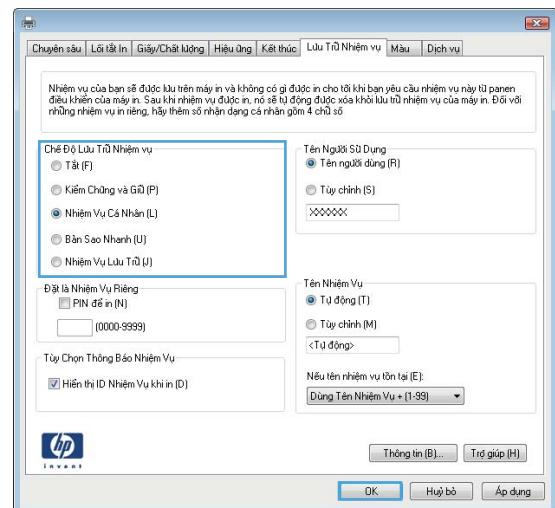 Chuyên sâu Lối tắt In Giấy/Chất lượng Hiệu ứng Kết thúc Lưu Trữ Nhiệm vụ Màu Dịch vụ
Nhiệm vụ của bạn sẽ được lưu trên máy in và không có gì được in cho tới khi bạn yêu cầu nhiệm vụ này từ panen
điều khiển của máy in. Sau khi nhiệm vụ được in, nó sẽ tự động được xóa khỏi lưu trữ nhiệm vụ của máy in. Đối với
những nhiệm vụ in riêng, hãy thêm số nhận dạng cá nhân gồm 4 chữ số
Chế Độ Lưu Trữ Nhiệm vụ
Tắt (F)
Kiểm Chứng và Giữ (P)
Nhiệm Vụ Cá Nhân (L)
Bản Sao Nhanh (U)
Nhiệm Vụ Lưu Trữ (J)
Tên Người Sử Dụng
Tên người dùng (R)
Tùy chỉnh (S)
XXXXXX
Đặt là Nhiệm Vụ Riêng
PIN để in (N)
(0000-9999)
Tên Nhiệm Vụ
Tự động (T)
Tùy chỉnh (M)
<Tự động>
Tùy Chọn Thông Báo Nhiệm Vụ
Hiển thị ID Nhiệm Vụ khi in (D)
Nếu tên nhiệm vụ tồn tại (E):
Dùng Tên Nhiệm Vụ + (1-99)
hp
invent
Thông tin (B)... Trợ giúp (H)
OK Huỷ bỏ Áp dụng